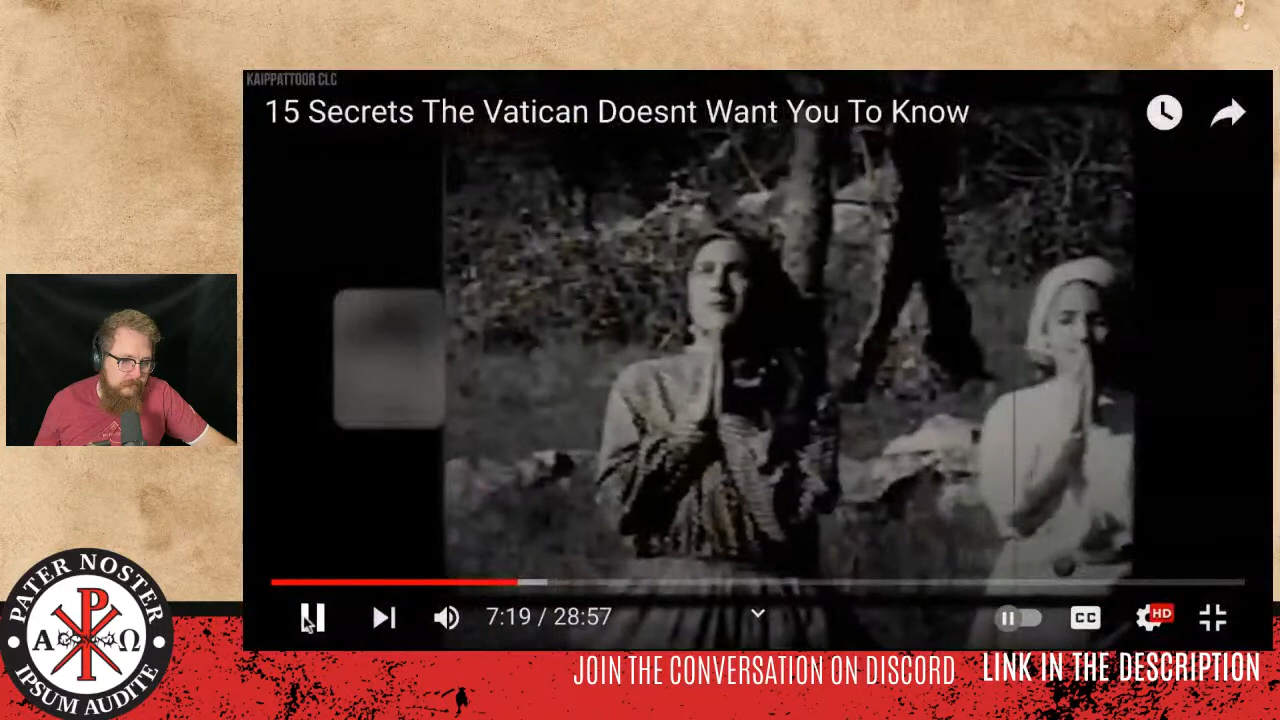 KAIPPATTOOR CLC
15 Secrets The Vatican Doesnt Want You To Know
7:19 / 28:57
CC
HD
PATER NOSTER
Α Ω
IPSUM AUDITE
JOIN THE CONVERSATION ON DISCORD
LINK IN THE DESCRIPTION